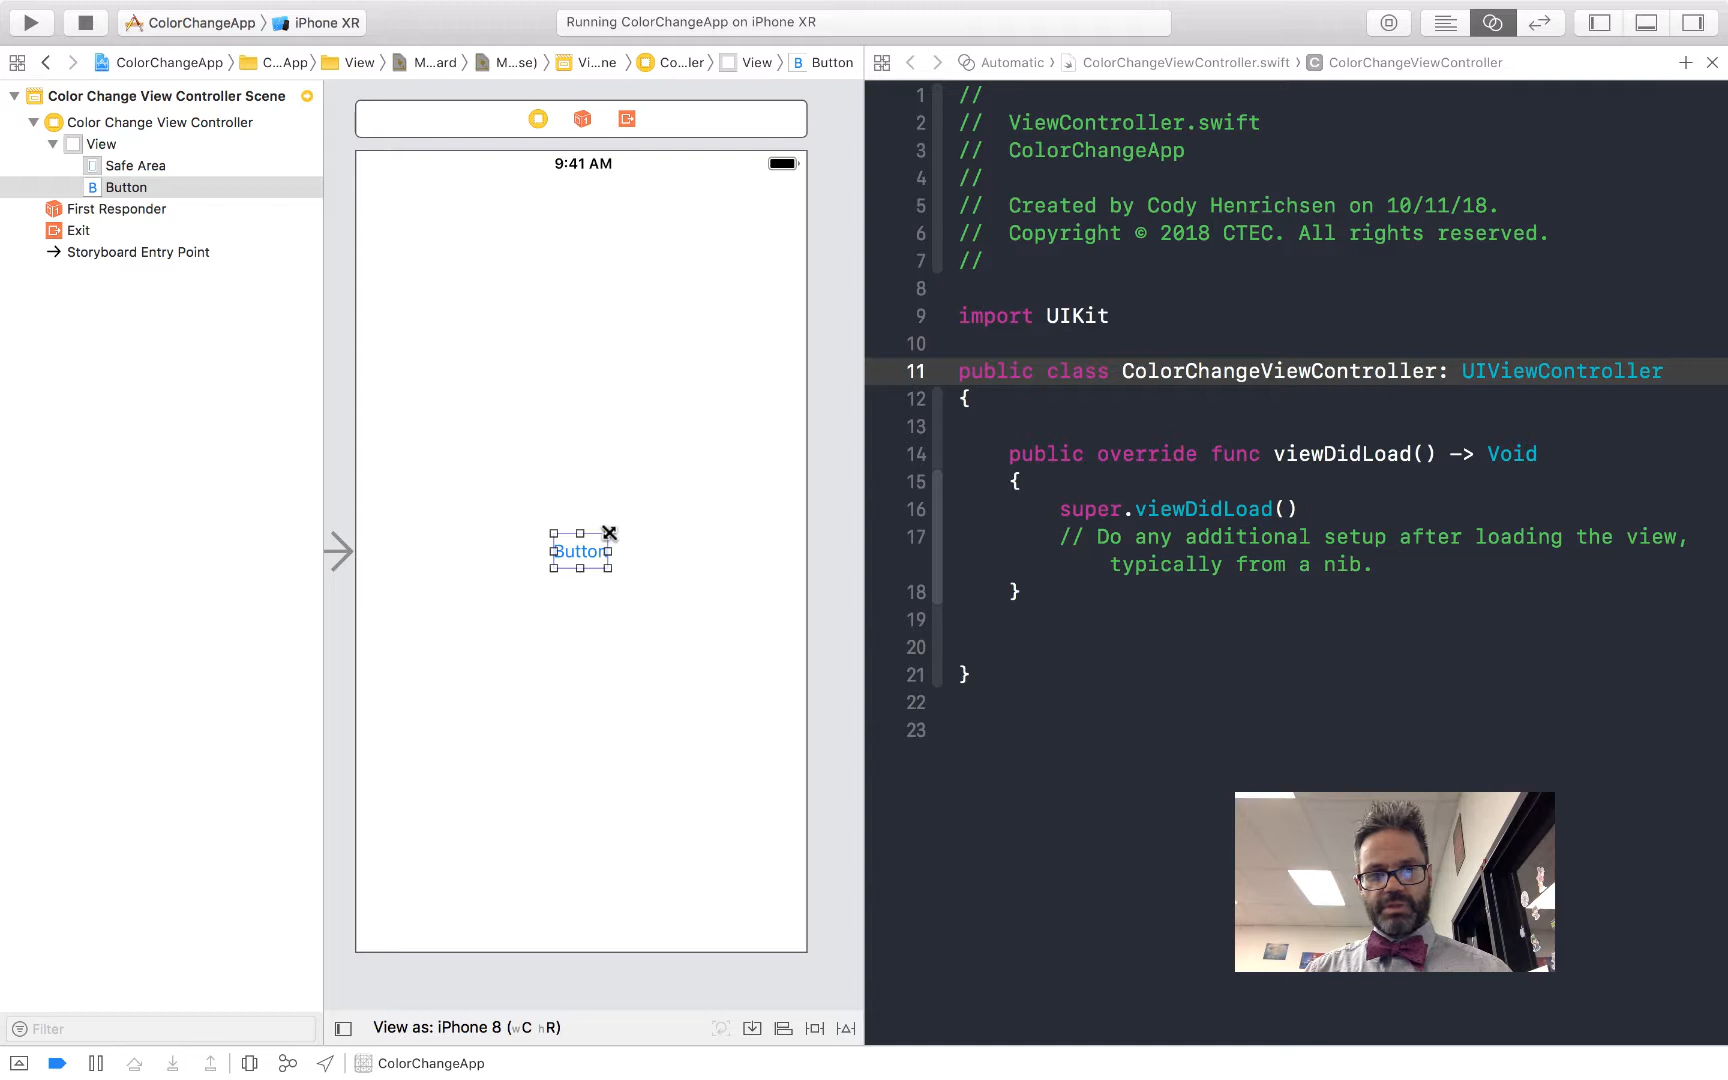 ColorChangeApp
iPhone XR
Running ColorChangeApp on iPhone XR
ColorChangeApp
C...App
View
M...ard
M...se)
Vi...ne
Co...ler
View
B
Button
Automatic
ColorChangeViewController.swift
C
ColorChangeViewController
Color Change View Controller Scene
Color Change View Controller
View
Safe Area
B
Button
First Responder
Exit
Storyboard Entry Point
Filter
9:41 AM
Button
View as: iPhone 8 (wC hR)
1 //
2 // ViewController.swift
3 // ColorChangeApp
4 //
5 // Created by Cody Henrichsen on 10/11/18.
6 // Copyright © 2018 CTEC. All rights reserved.
7 //
8
9 import UIKit
10
11 public class ColorChangeViewController: UIViewController
12 {
13
14 public override func viewDidLoad() -> Void
15 {
16 super.viewDidLoad()
17 // Do any additional setup after loading the view,
typically from a nib.
18 }
19
20
21 }
22
23
ColorChangeApp